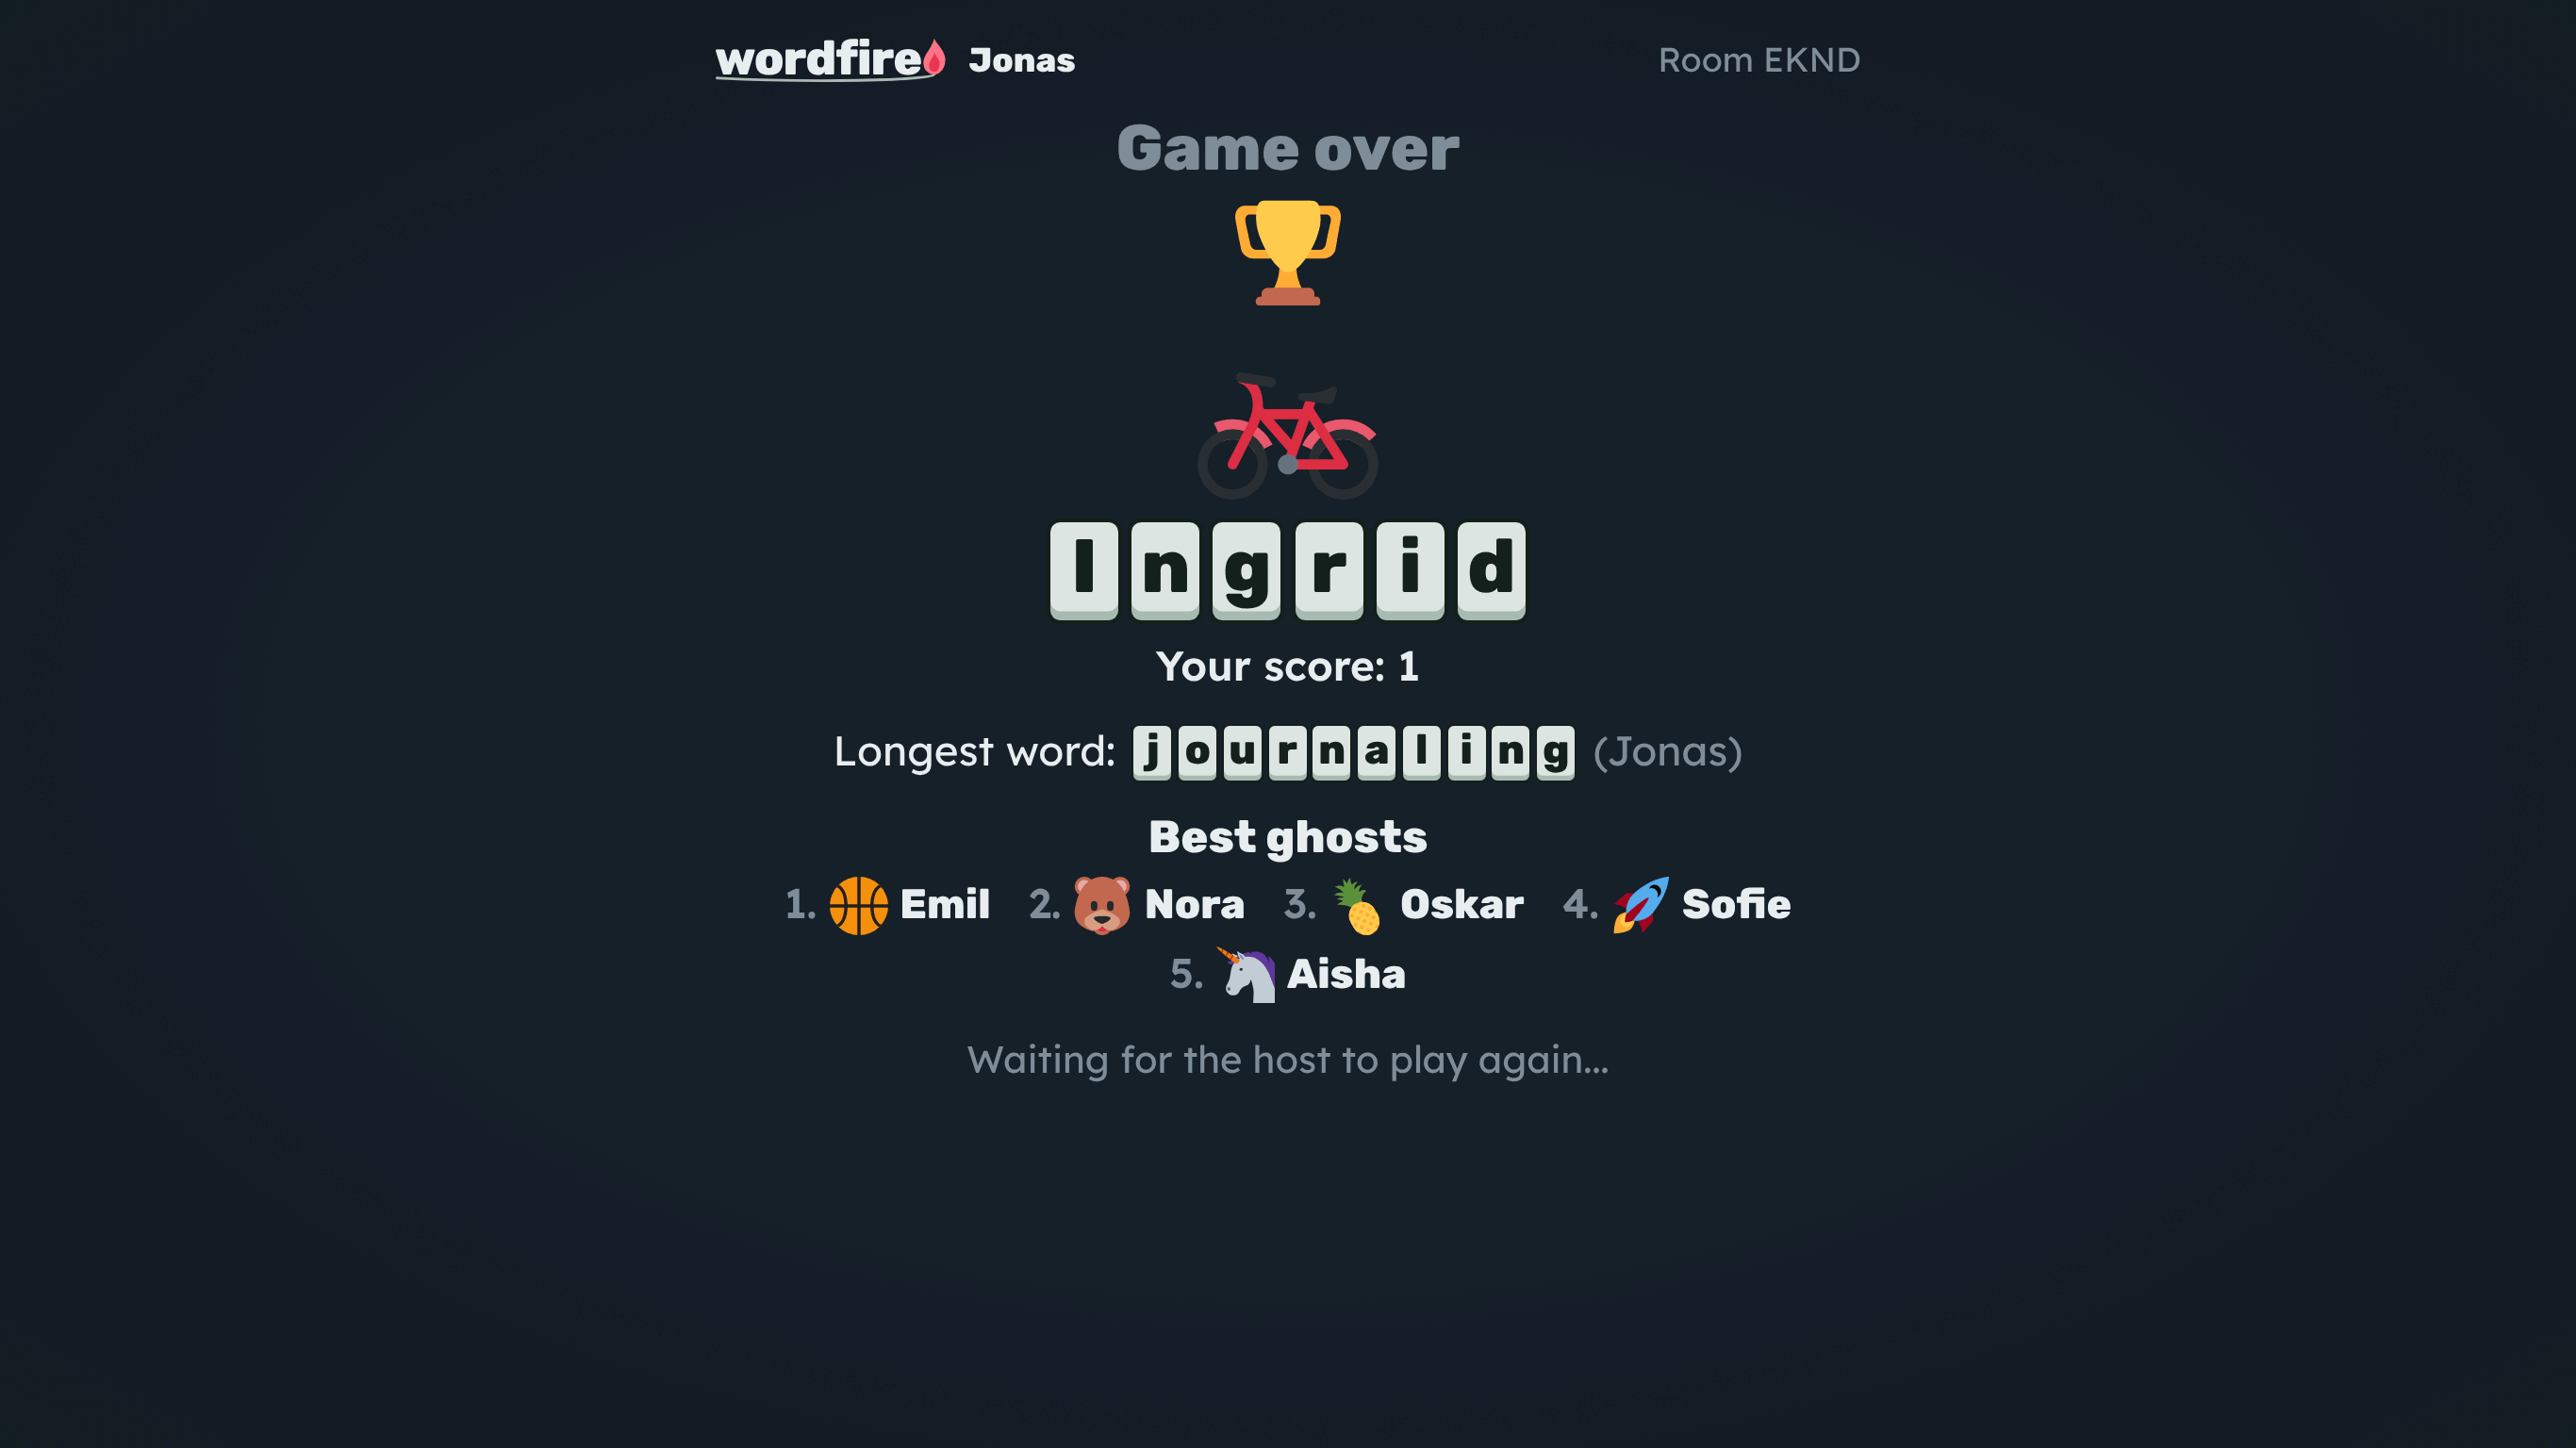 wordfire Jonas Room EKND
Game over
Ingrid
Your score: 1
Longest word: journaling (Jonas)
Best ghosts
1. Emil 2. Nora 3. Oskar 4. Sofie
5. Aisha
Waiting for the host to play again...